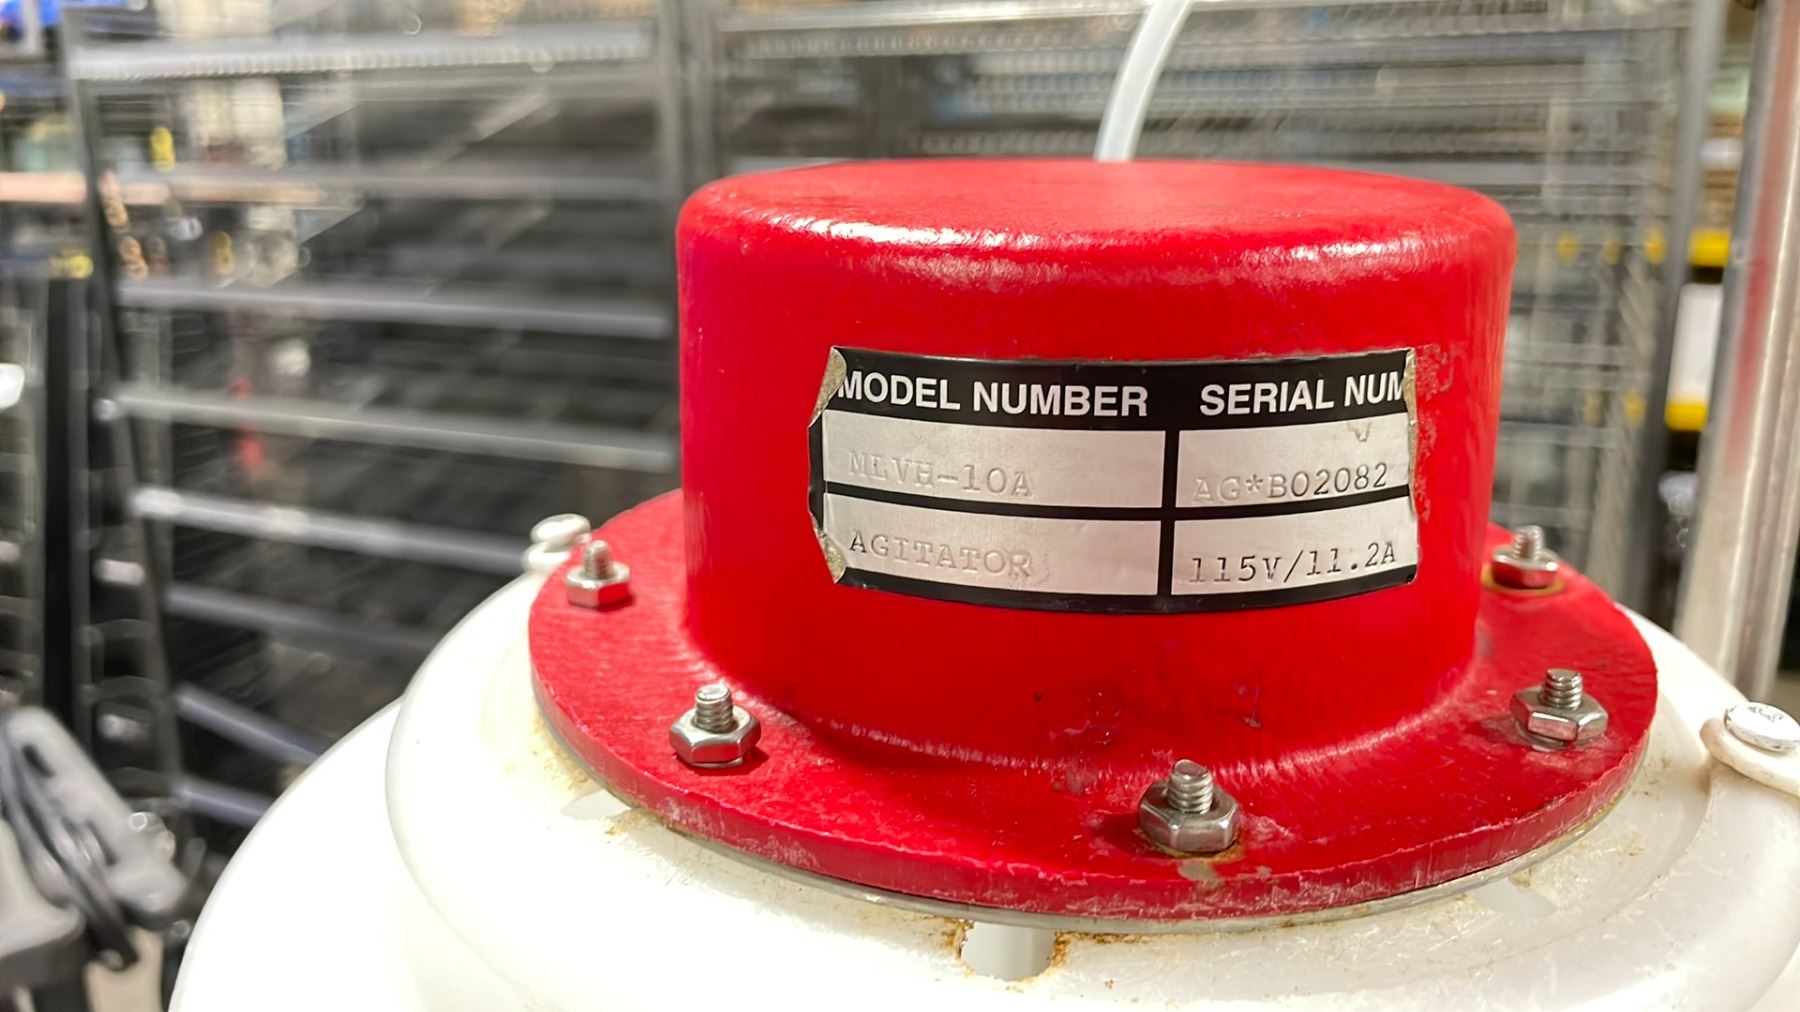 MODEL NUMBER SERIAL NUM
MLVH-10A AG*B02082
AGITATOR 115V/11.2A